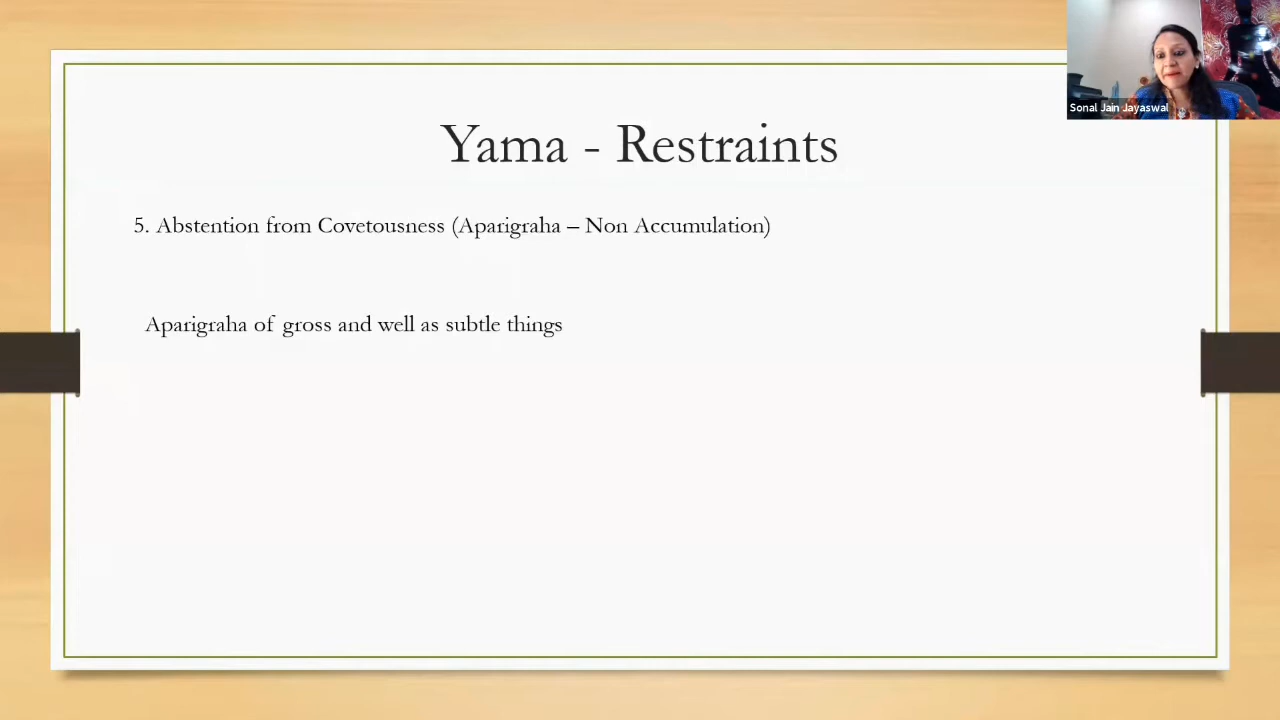 Sonal Jain Jayaswal
Yama - Restraints
5. Abstention from Covetousness (Aparigraha – Non Accumulation)
Aparigraha of gross and well as subtle things